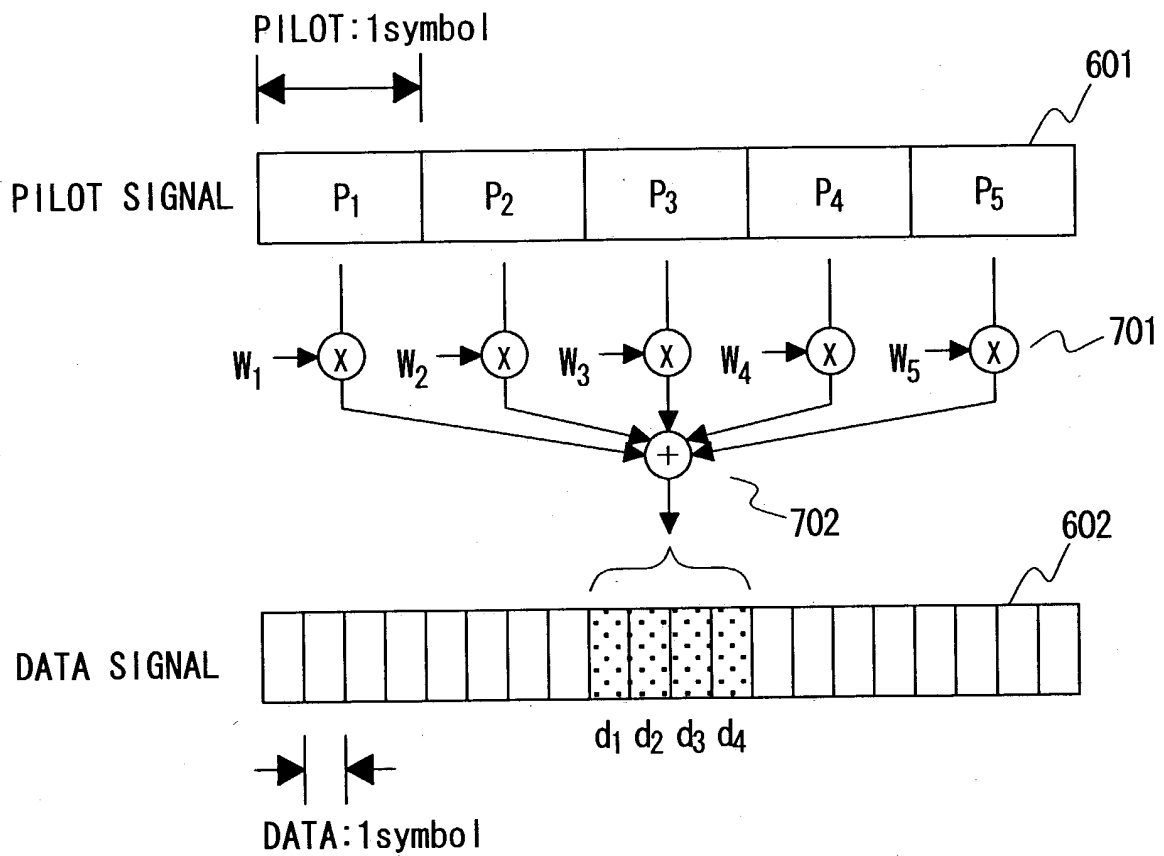 PILOT:1symbol
601
PILOT SIGNAL P₁ P₂ P₃ P₄ P₅
W₁ X W₂ X W₃ X W₄ X W₅ X 701
+
702
602
DATA SIGNAL
d₁ d₂ d₃ d₄
DATA:1symbol